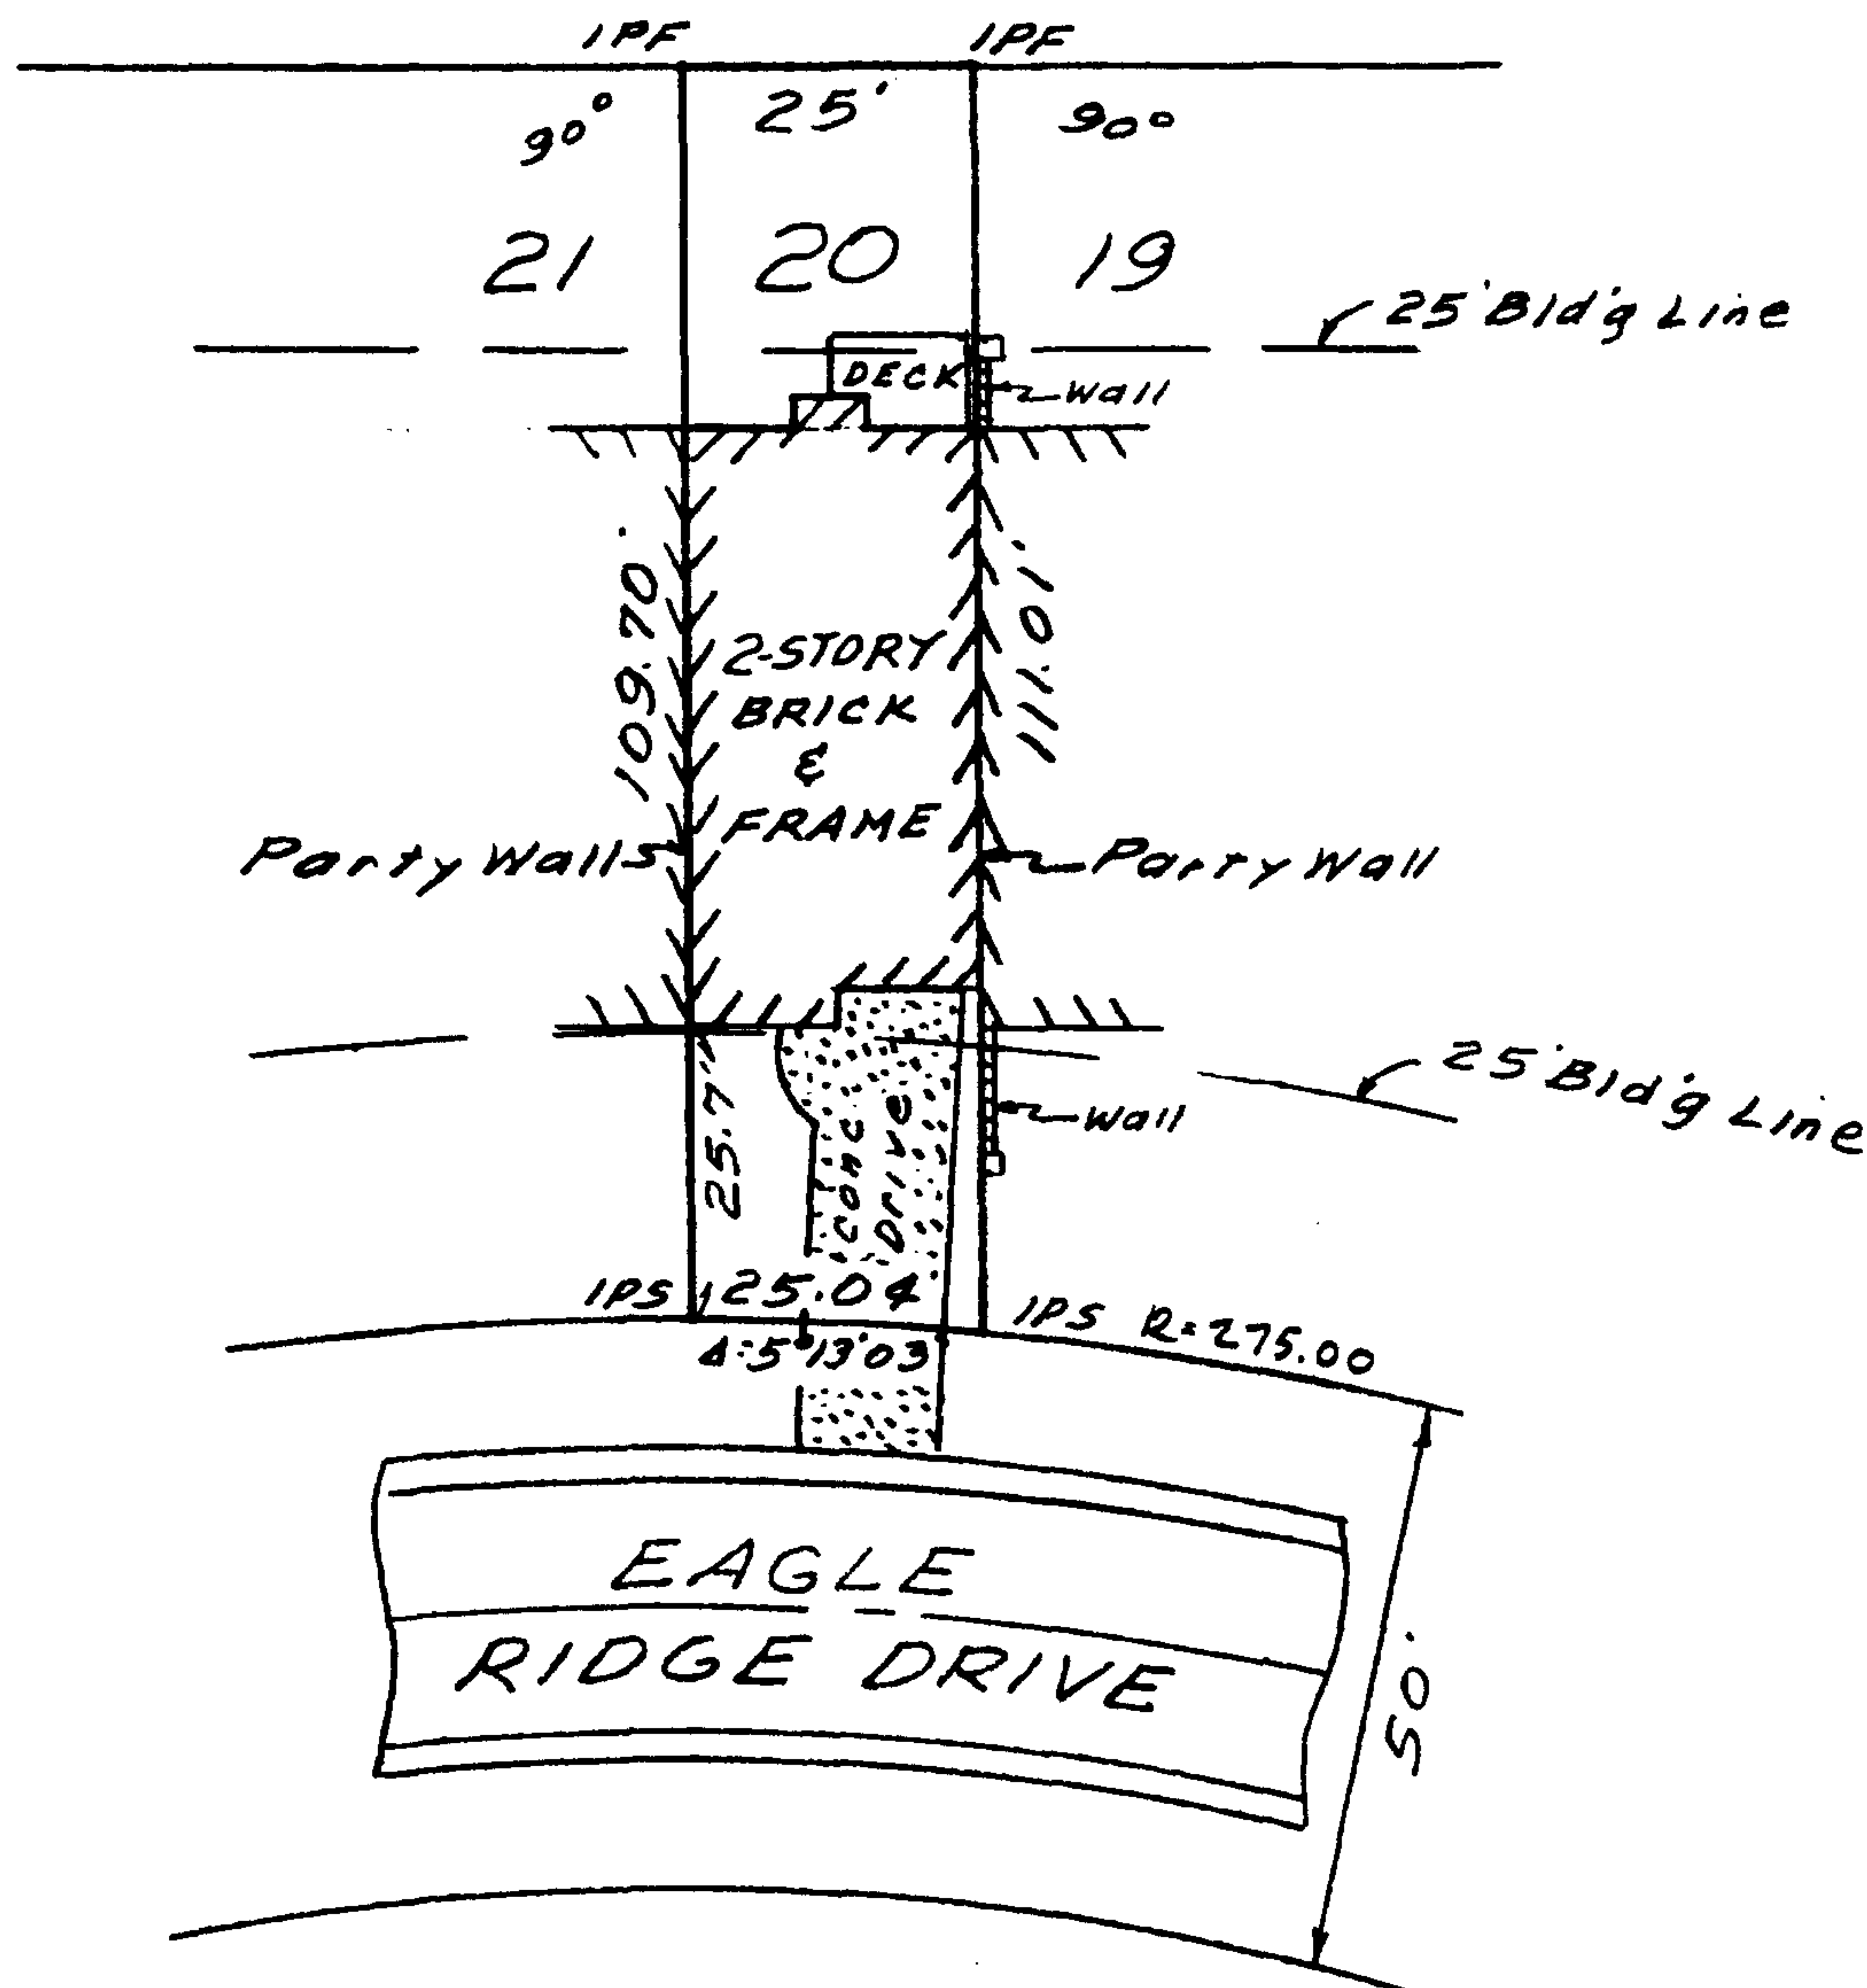 IPF IPF
90° 25' 90°
21 20 19
25' Bld'g Line
DECK
Wall
109.70'
111.01'
2-STORY
BRICK
&
FRAME
Party Walls
Party Wall
25' Bld'g Line
25.7'
CONC
Drive
Wall
IPS 25.04' IPS R=275.00
Δ=5°13'03"
EAGLE
RIDGE DRIVE
50'